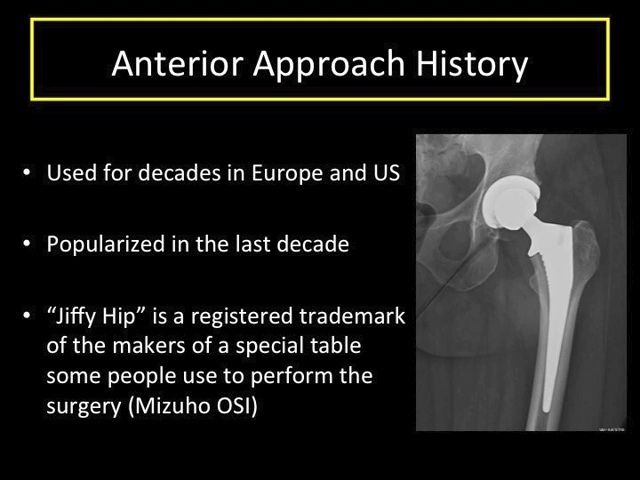 Anterior Approach History
• Used for decades in Europe and US
• Popularized in the last decade
• “Jiffy Hip” is a registered trademark
of the makers of a special table
some people use to perform the
surgery (Mizuho OSI)